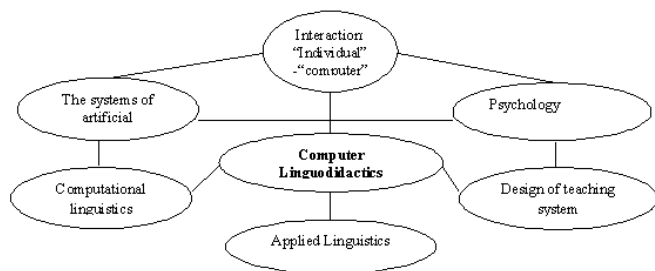 Interaction:
“Individual”
-“computer”
The systems of
artificial
Psychology
Computer
Linguodidactics
Computational
linguistics
Design of teaching
system
Applied Linguistics